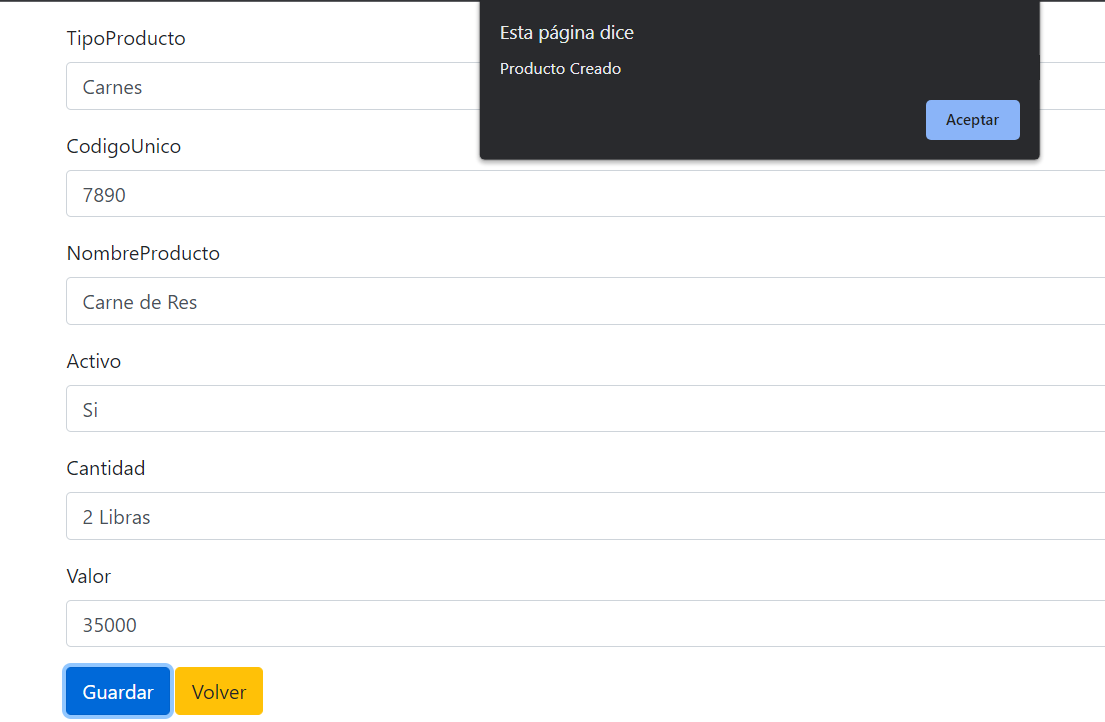 Esta página dice
Producto Creado
Aceptar
TipoProducto
Carnes
CodigoUnico
7890
NombreProducto
Carne de Res
Activo
Si
Cantidad
2 Libras
Valor
35000
Guardar Volver